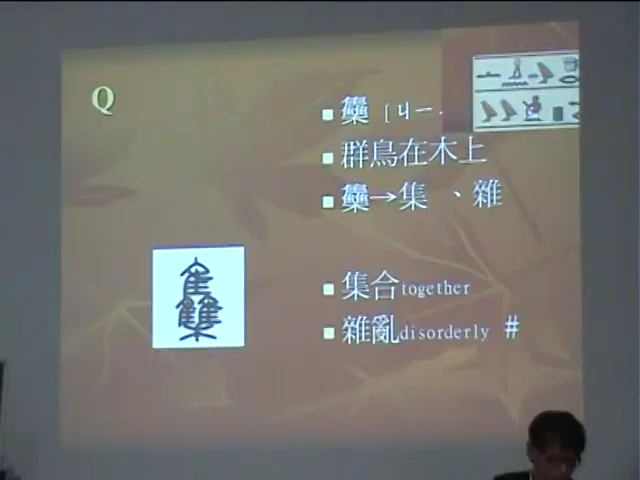 Q
雧 [ㄐㄧˊ
群鳥在木上
雧→集 、雜
集合together
雜亂disorderly #